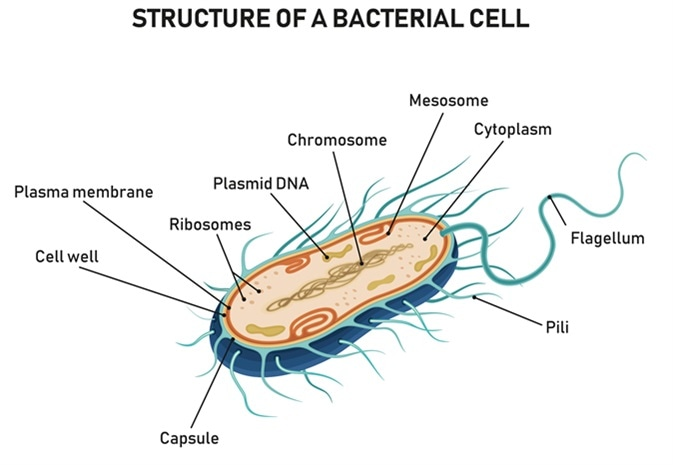 STRUCTURE OF A BACTERIAL CELL
Mesosome
Cytoplasm
Chromosome
Plasmid DNA
Plasma membrane
Ribosomes
Flagellum
Cell well
Pili
Capsule